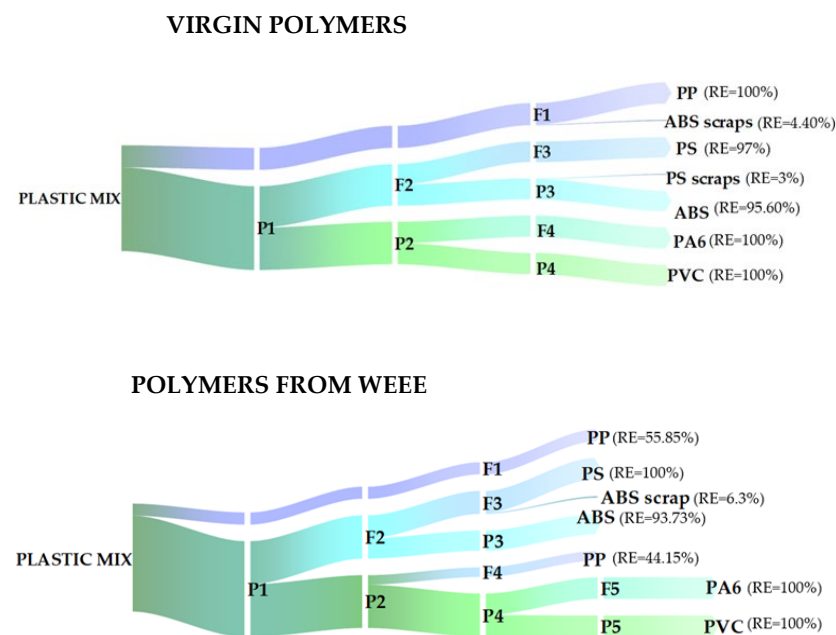 VIRGIN POLYMERS
PP (RE=100%)
F1
ABS scraps (RE=4.40%)
F3
PS (RE=97%)
PS scraps (RE=3%)
F2
P3
PLASTIC MIX
ABS (RE=95.60%)
P1
F4
PA6 (RE=100%)
P2
P4
PVC (RE=100%)
POLYMERS FROM WEEE
PP (RE=55.85%)
F1
PS (RE=100%)
F3
ABS scrap (RE=6.3%)
ABS (RE=93.73%)
F2
P3
PLASTIC MIX
PP (RE=44.15%)
F4
P1
F5
PA6 (RE=100%)
P2
P4
P5
PVC (RE=100%)